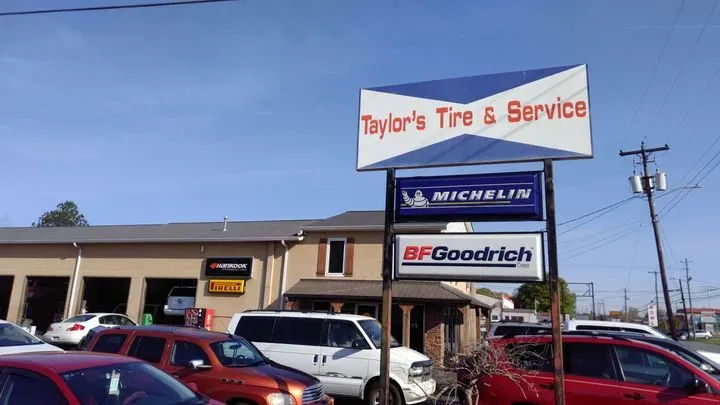 Taylor's Tire & Service
MICHELIN
BFGoodrich
Tires
HANKOOK
PIRELLI